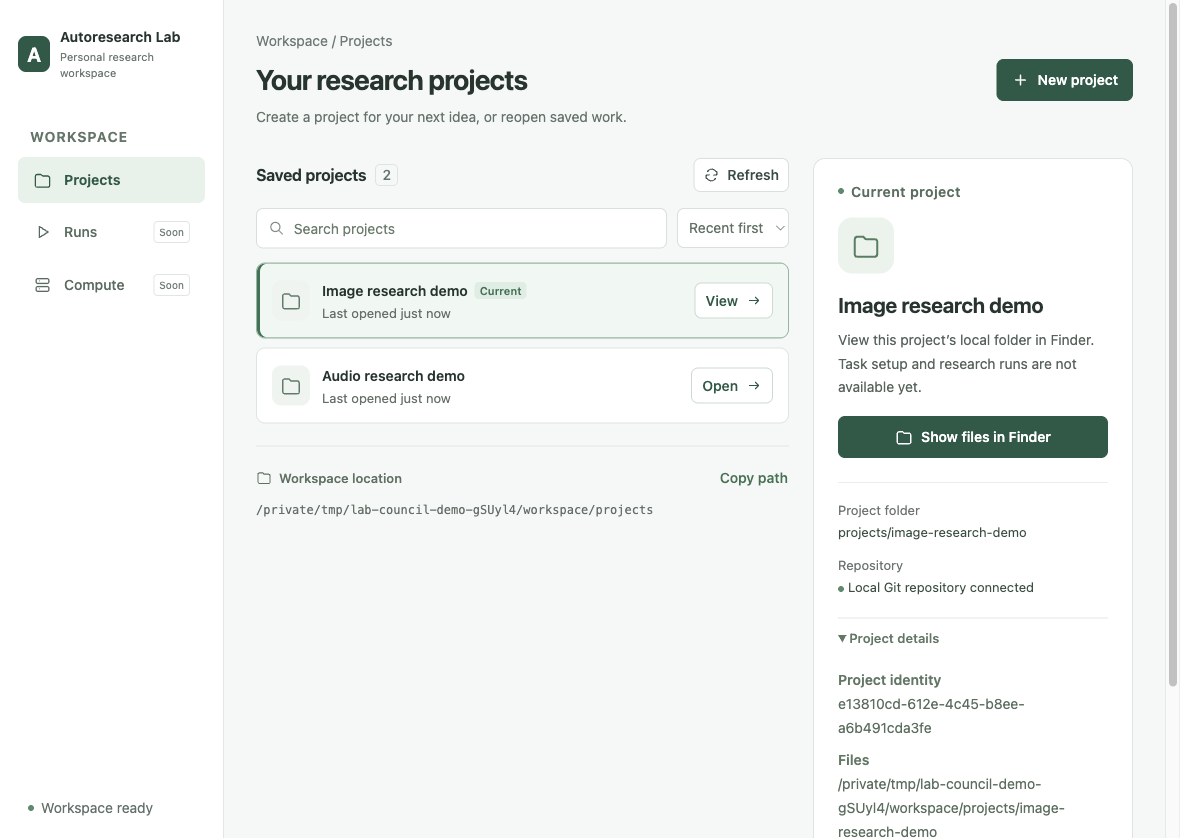 A
Autoresearch Lab
Personal research
workspace
WORKSPACE
Projects
Runs
Soon
Compute
Soon
Workspace ready
Workspace / Projects
Your research projects
Create a project for your next idea, or reopen saved work.
+ New project
Saved projects 2
Refresh
Search projects
Recent first
Image research demo Current
Last opened just now
View →
Audio research demo
Last opened just now
Open →
Workspace location
Copy path
/private/tmp/lab-council-demo-gSUyl4/workspace/projects
Current project
Image research demo
View this project’s local folder in Finder.
Task setup and research runs are not
available yet.
Show files in Finder
Project folder
projects/image-research-demo
Repository
Local Git repository connected
Project details
Project identity
e13810cd-612e-4c45-b8ee-
a6b491cda3fe
Files
/private/tmp/lab-council-demo-
gSUyl4/workspace/projects/image-
research-demo